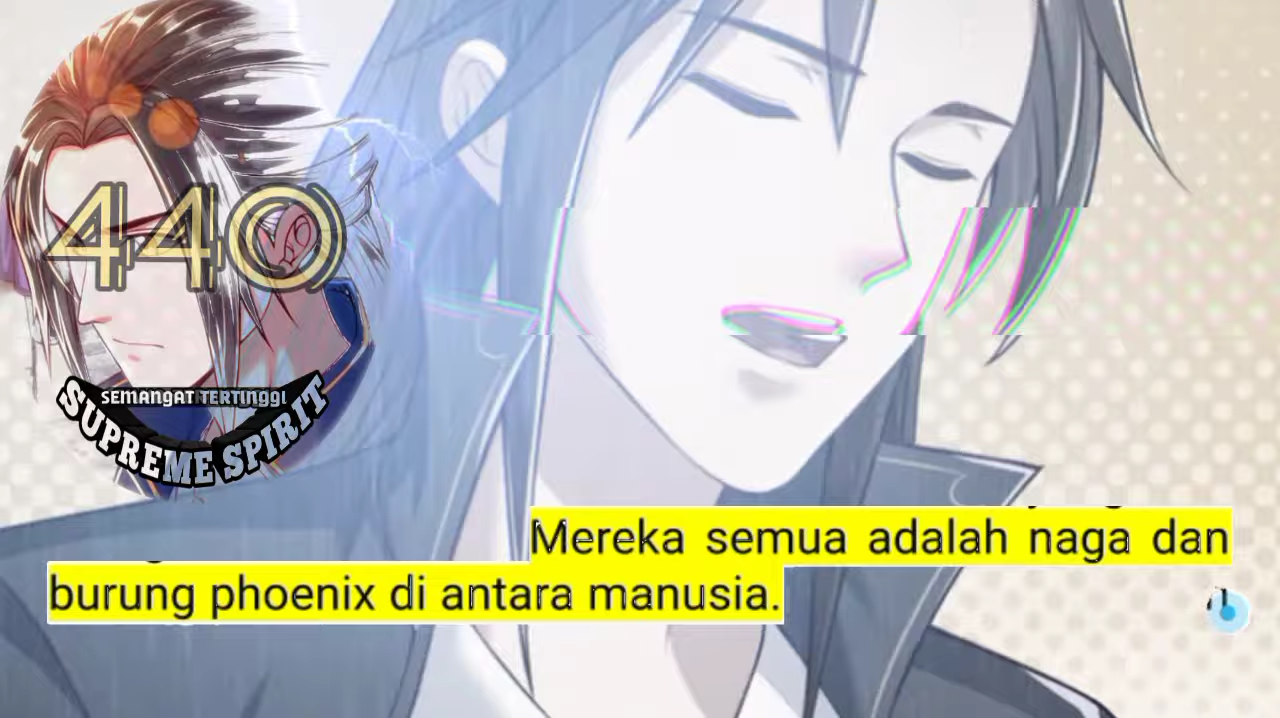 440
SEMANGAT TERTINGGI
SUPREME SPIRIT
Mereka semua adalah naga dan
burung phoenix di antara manusia.